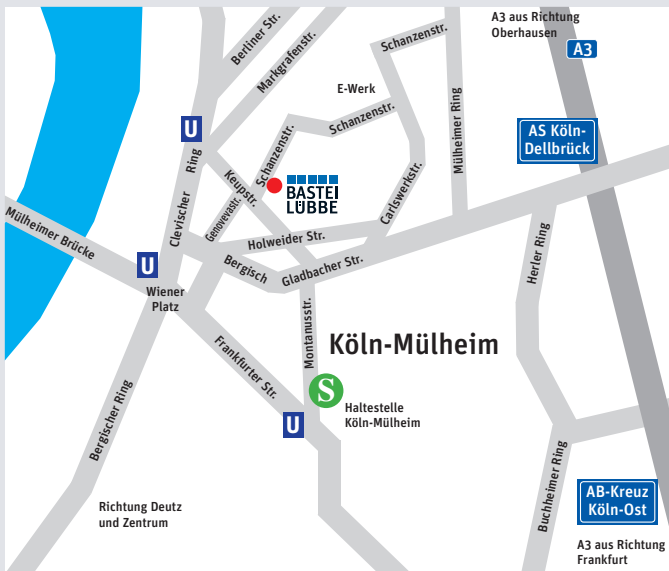 A3 aus Richtung
Oberhausen
A3
Schanzenstr.
Berliner Str.
Markgrafenstr.
E-Werk
Schanzenstr.
Mülheimer Ring
AS Köln-
Dellbrück
U
Clevischer Ring
Schanzenstr.
Keupstr.
Genovevastr.
BASTEI
LÜBBE
Carlswerkstr.
Mülheimer Brücke
Holweider Str.
Herler Ring
U
Bergisch Gladbacher Str.
Wiener
Platz
Montanusstr.
Köln-Mülheim
Frankfurter Str.
S
Haltestelle
Köln-Mülheim
U
Bergischer Ring
Buchheimer Ring
AB-Kreuz
Köln-Ost
Richtung Deutz
und Zentrum
A3 aus Richtung
Frankfurt